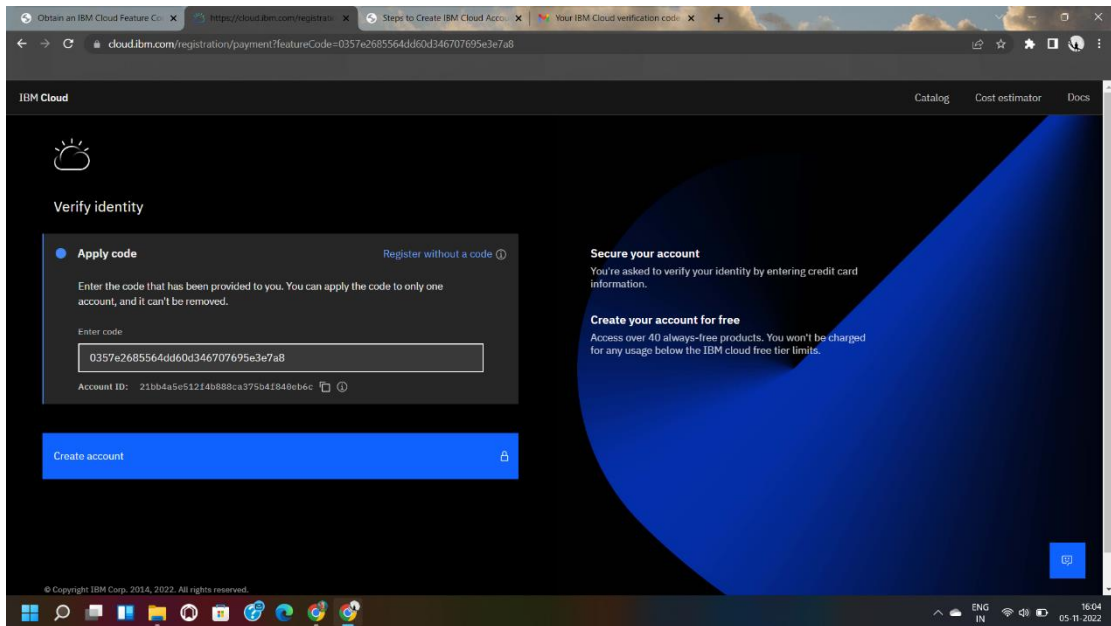 Obtain an IBM Cloud Feature Co
https://cloud.ibm.com/registrati
Steps to Create IBM Cloud Accou
Your IBM Cloud verification code
cloud.ibm.com/registration/payment?featureCode=0357e2685564dd60d346707695e3e7a8
IBM Cloud
Catalog
Cost estimator
Docs
Verify identity
Apply code
Register without a code
Enter the code that has been provided to you. You can apply the code to only one
account, and it can't be removed.
Enter code
0357e2685564dd60d346707695e3e7a8
Account ID: 21bb4a5e512f4b888ca375b4f840eb6c
Create account
Secure your account
You're asked to verify your identity by entering credit card
information.
Create your account for free
Access over 40 always-free products. You won't be charged
for any usage below the IBM cloud free tier limits.
© Copyright IBM Corp. 2014, 2022. All rights reserved.
ENG
IN
16:04
05-11-2022